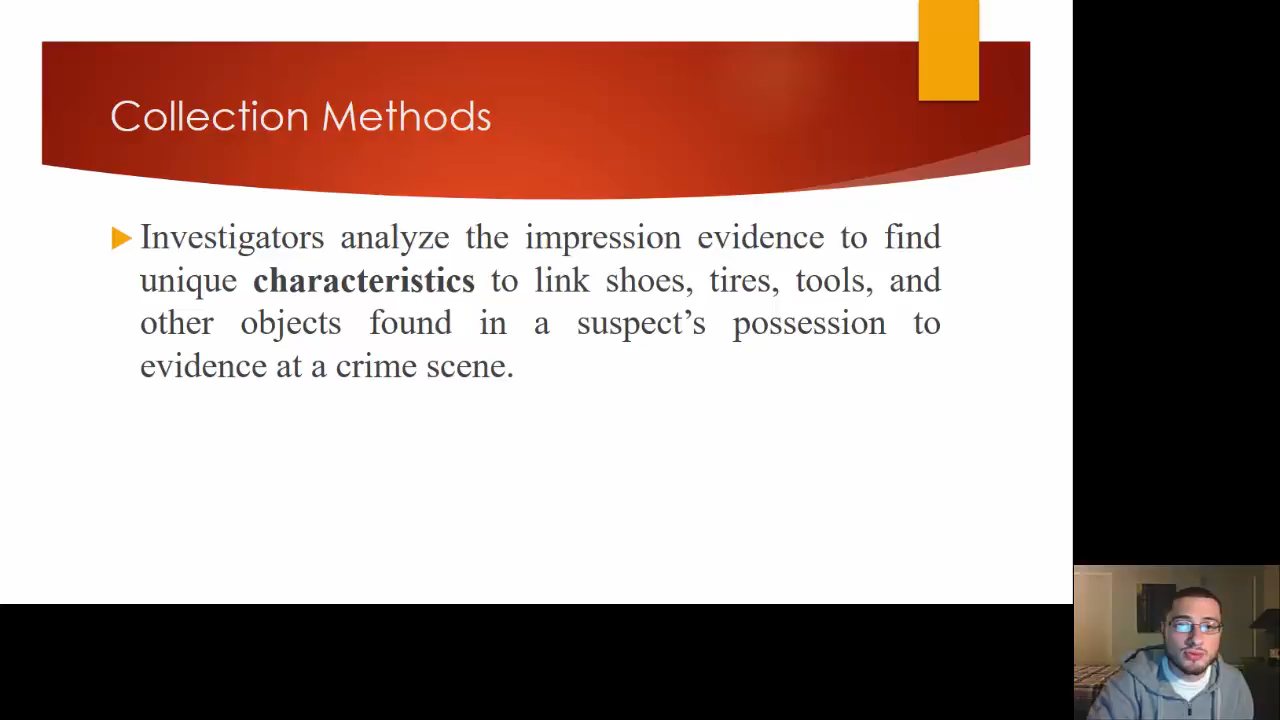 Collection Methods
Investigators analyze the impression evidence to find
unique characteristics to link shoes, tires, tools, and
other objects found in a suspect’s possession to
evidence at a crime scene.